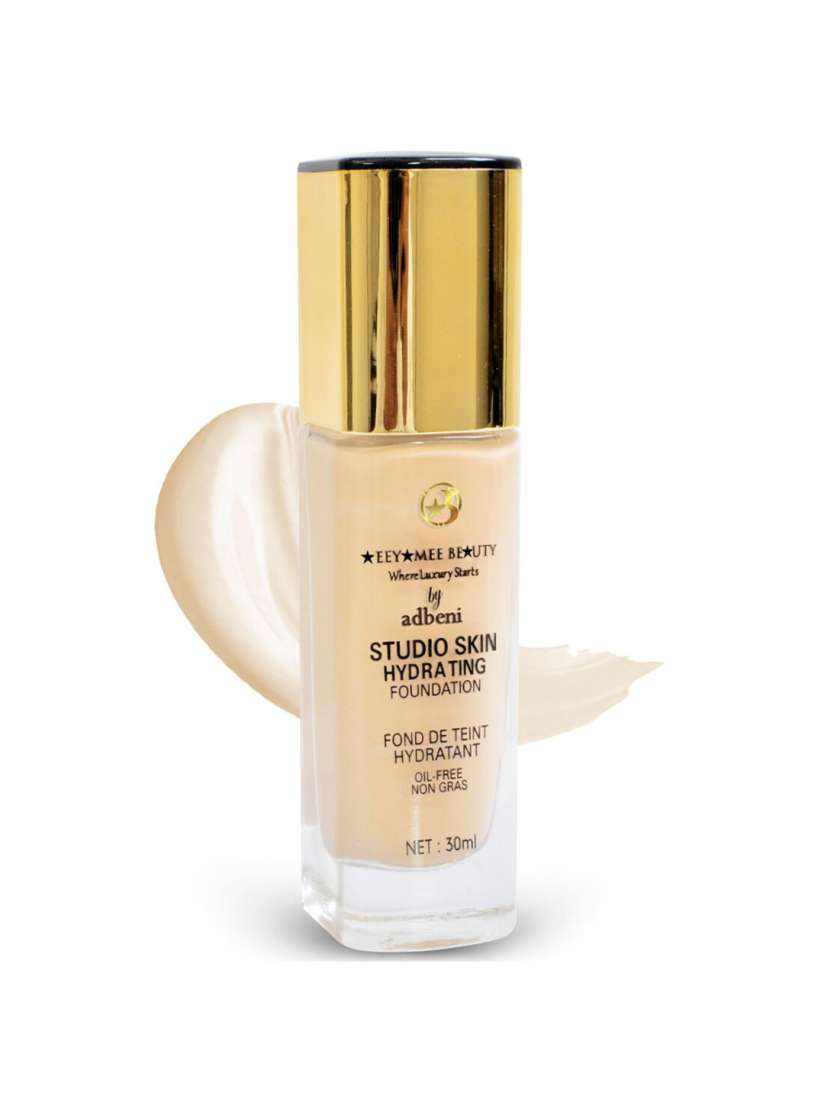 ★EEY★MEE BE★UTY
Where Luxury Starts
by
adbeni
STUDIO SKIN
HYDRATING
FOUNDATION
FOND DE TEINT
HYDRATANT
OIL-FREE
NON GRAS
NET : 30ml